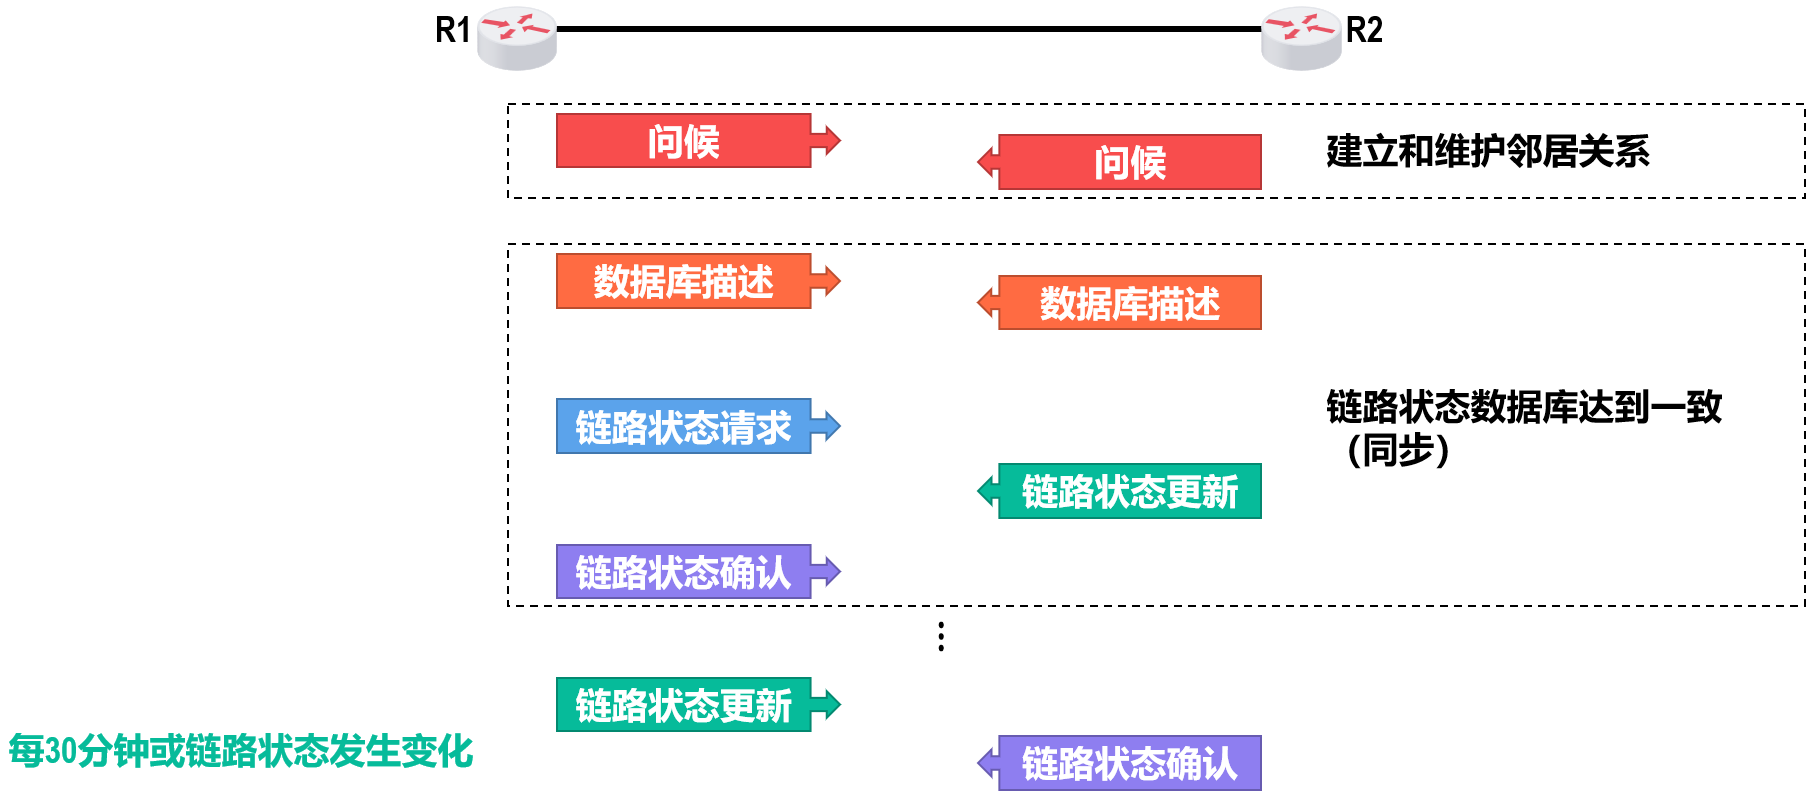 R1
R2
问候
问候
建立和维护邻居关系
数据库描述
数据库描述
链路状态请求
链路状态数据库达到一致
（同步）
链路状态更新
链路状态确认
链路状态更新
每30分钟或链路状态发生变化
链路状态确认